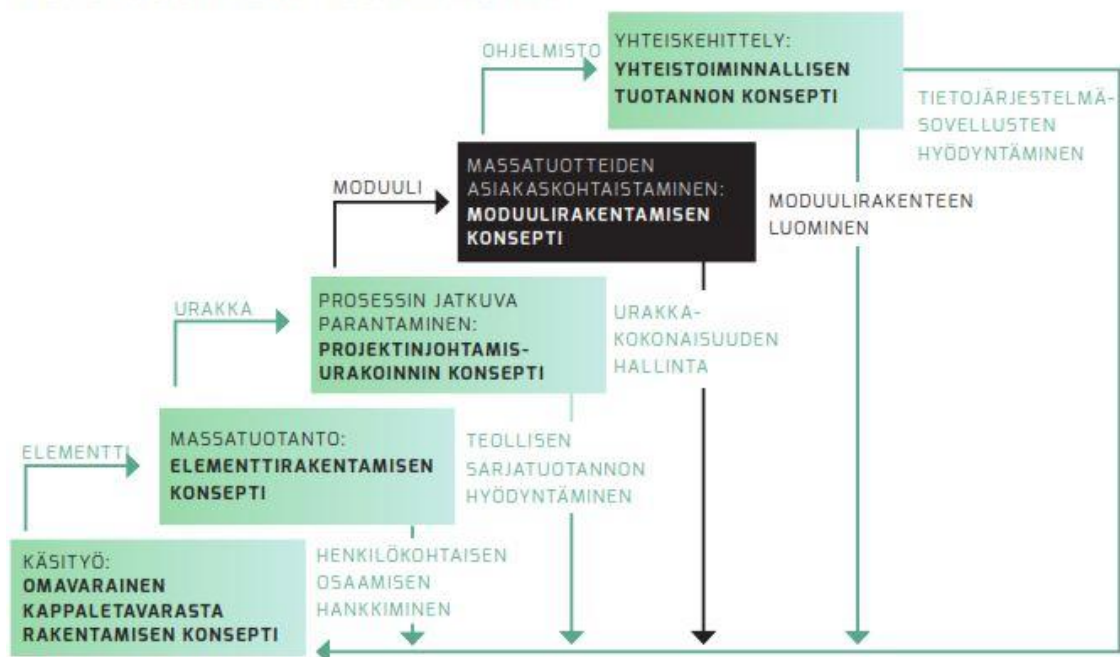 OHJELMISTO
YHTEISKEHITTELY:
YHTEISTOIMINNALLISEN
TUOTANNON KONSEPTI
TIETOJÄRJESTELMÄ-
SOVELLUSTEN
HYÖDYNTÄMINEN
MODUULI
MASSATUOTTEIDEN
ASIAKASKOHTAISTAMINEN:
MODUULIRAKENTAMISEN
KONSEPTI
MODUULIRAKENTEEN
LUOMINEN
URAKKA
PROSESSIN JATKUVA
PARANTAMINEN:
PROJEKTINJOHTAMIS-
URAKOINNIN KONSEPTI
URAKKA-
KOKONAISUUDEN
HALLINTA
ELEMENTTI
MASSATUOTANTO:
ELEMENTTIRAKENTAMISEN
KONSEPTI
TEOLLISEN
SARJATUOTANNON
HYÖDYNTÄMINEN
KÄSITYÖ:
OMAVARAINEN
KAPPALETAVARASTA
RAKENTAMISEN KONSEPTI
HENKILÖKOHTAISEN
OSAAMISEN
HANKKIMINEN